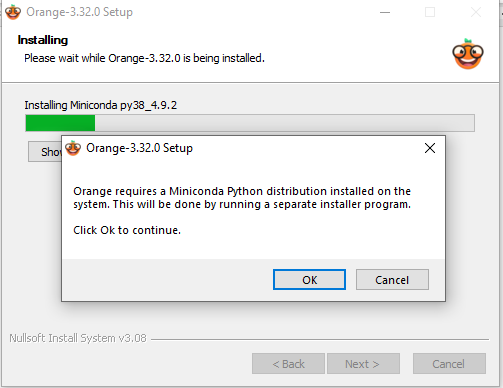 Orange-3.32.0 Setup
Installing
Please wait while Orange-3.32.0 is being installed.
Installing Miniconda py38_4.9.2
Show
Orange-3.32.0 Setup
Orange requires a Miniconda Python distribution installed on the
system. This will be done by running a separate installer program.
Click Ok to continue.
OK
Cancel
Nullsoft Install System v3.08
< Back
Next >
Cancel